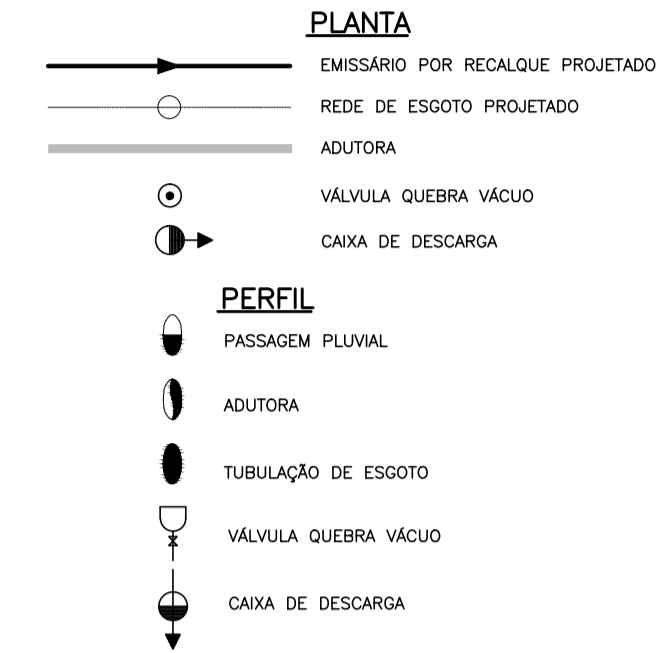 PLANTA
EMISSÁRIO POR RECALQUE PROJETADO
REDE DE ESGOTO PROJETADO
ADUTORA
VÁLVULA QUEBRA VÁCUO
CAIXA DE DESCARGA
PERFIL
PASSAGEM PLUVIAL
ADUTORA
TUBULAÇÃO DE ESGOTO
VÁLVULA QUEBRA VÁCUO
CAIXA DE DESCARGA